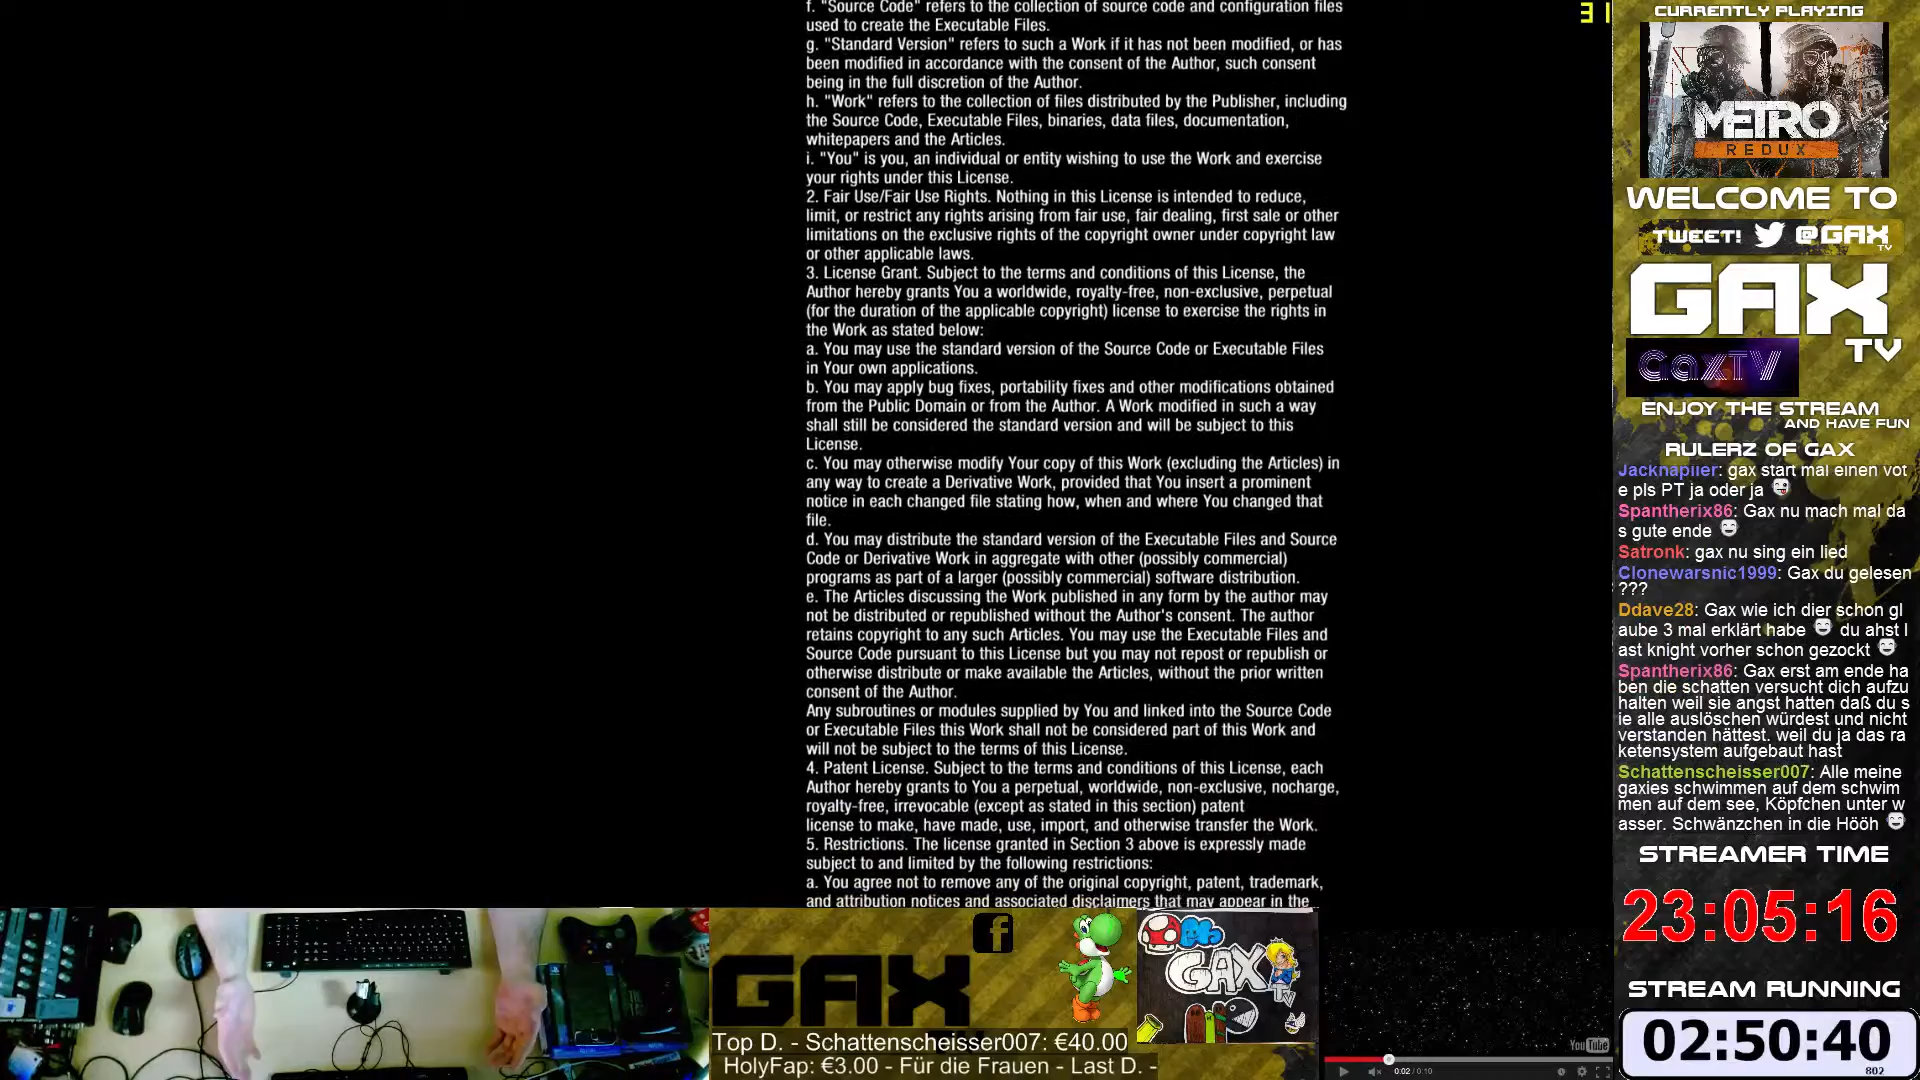 f. "Source Code" refers to the collection of source code and configuration files
used to create the Executable Files.
g. "Standard Version" refers to such a Work if it has not been modified, or has
been modified in accordance with the consent of the Author, such consent
being in the full discretion of the Author.
h. "Work" refers to the collection of files distributed by the Publisher, including
the Source Code, Executable Files, binaries, data files, documentation,
whitepapers and the Articles.
i. "You" is you, an individual or entity wishing to use the Work and exercise
your rights under this License.
2. Fair Use/Fair Use Rights. Nothing in this License is intended to reduce,
limit, or restrict any rights arising from fair use, fair dealing, first sale or other
limitations on the exclusive rights of the copyright owner under copyright law
or other applicable laws.
3. License Grant. Subject to the terms and conditions of this License, the
Author hereby grants You a worldwide, royalty-free, non-exclusive, perpetual
(for the duration of the applicable copyright) license to exercise the rights in
the Work as stated below:
a. You may use the standard version of the Source Code or Executable Files
in Your own applications.
b. You may apply bug fixes, portability fixes and other modifications obtained
from the Public Domain or from the Author. A Work modified in such a way
shall still be considered the standard version and will be subject to this
License.
c. You may otherwise modify Your copy of this Work (excluding the Articles) in
any way to create a Derivative Work, provided that You insert a prominent
notice in each changed file stating how, when and where You changed that
file.
d. You may distribute the standard version of the Executable Files and Source
Code or Derivative Work in aggregate with other (possibly commercial)
programs as part of a larger (possibly commercial) software distribution.
e. The Articles discussing the Work published in any form by the author may
not be distributed or republished without the Author's consent. The author
retains copyright to any such Articles. You may use the Executable Files and
Source Code pursuant to this License but you may not repost or republish or
otherwise distribute or make available the Articles, without the prior written
consent of the Author.
Any subroutines or modules supplied by You and linked into the Source Code
or Executable Files this Work shall not be considered part of this Work and
will not be subject to the terms of this License.
4. Patent License. Subject to the terms and conditions of this License, each
Author hereby grants to You a perpetual, worldwide, non-exclusive, nocharge,
royalty-free, irrevocable (except as stated in this section) patent
license to make, have made, use, import, and otherwise transfer the Work.
5. Restrictions. The license granted in Section 3 above is expressly made
subject to and limited by the following restrictions:
a. You agree not to remove any of the original copyright, patent, trademark,
and attribution notices and associated disclaimers that may appear in the
31
CURRENTLY PLAYING
METRO
REDUX
WELCOME TO
TWEET! @GAX
TV
GAX
TV
GaxTV
ENJOY THE STREAM
AND HAVE FUN
RULERZ OF GAX
Jacknapiier: gax start mal einen vot
e pls PT ja oder ja
Spantherix86: Gax nu mach mal da
s gute ende
Satronk: gax nu sing ein lied
Clonewarsnic1999: Gax du gelesen
???
Ddave28: Gax wie ich dier schon gl
aube 3 mal erklärt habe du ahst l
ast knight vorher schon gezockt
Spantherix86: Gax erst am ende ha
ben die schatten versucht dich aufzu
halten weil sie angst hatten daß du s
ie alle auslöschen würdest und nicht
verstanden hättest. weil du ja das ra
ketensystem aufgebaut hast
Schattenscheisser007: Alle meine
gaxies schwimmen auf dem schwim
men auf dem see, Köpfchen unter w
asser. Schwänzchen in die Hööh
STREAMER TIME
23:05:16
STREAM RUNNING
02:50:40
802
GAX
Top D. - Schattenscheisser007: €40.00
HolyFap: €3.00 - Für die Frauen - Last D. -
GAX
TV
YouTube
0:02 / 0:10